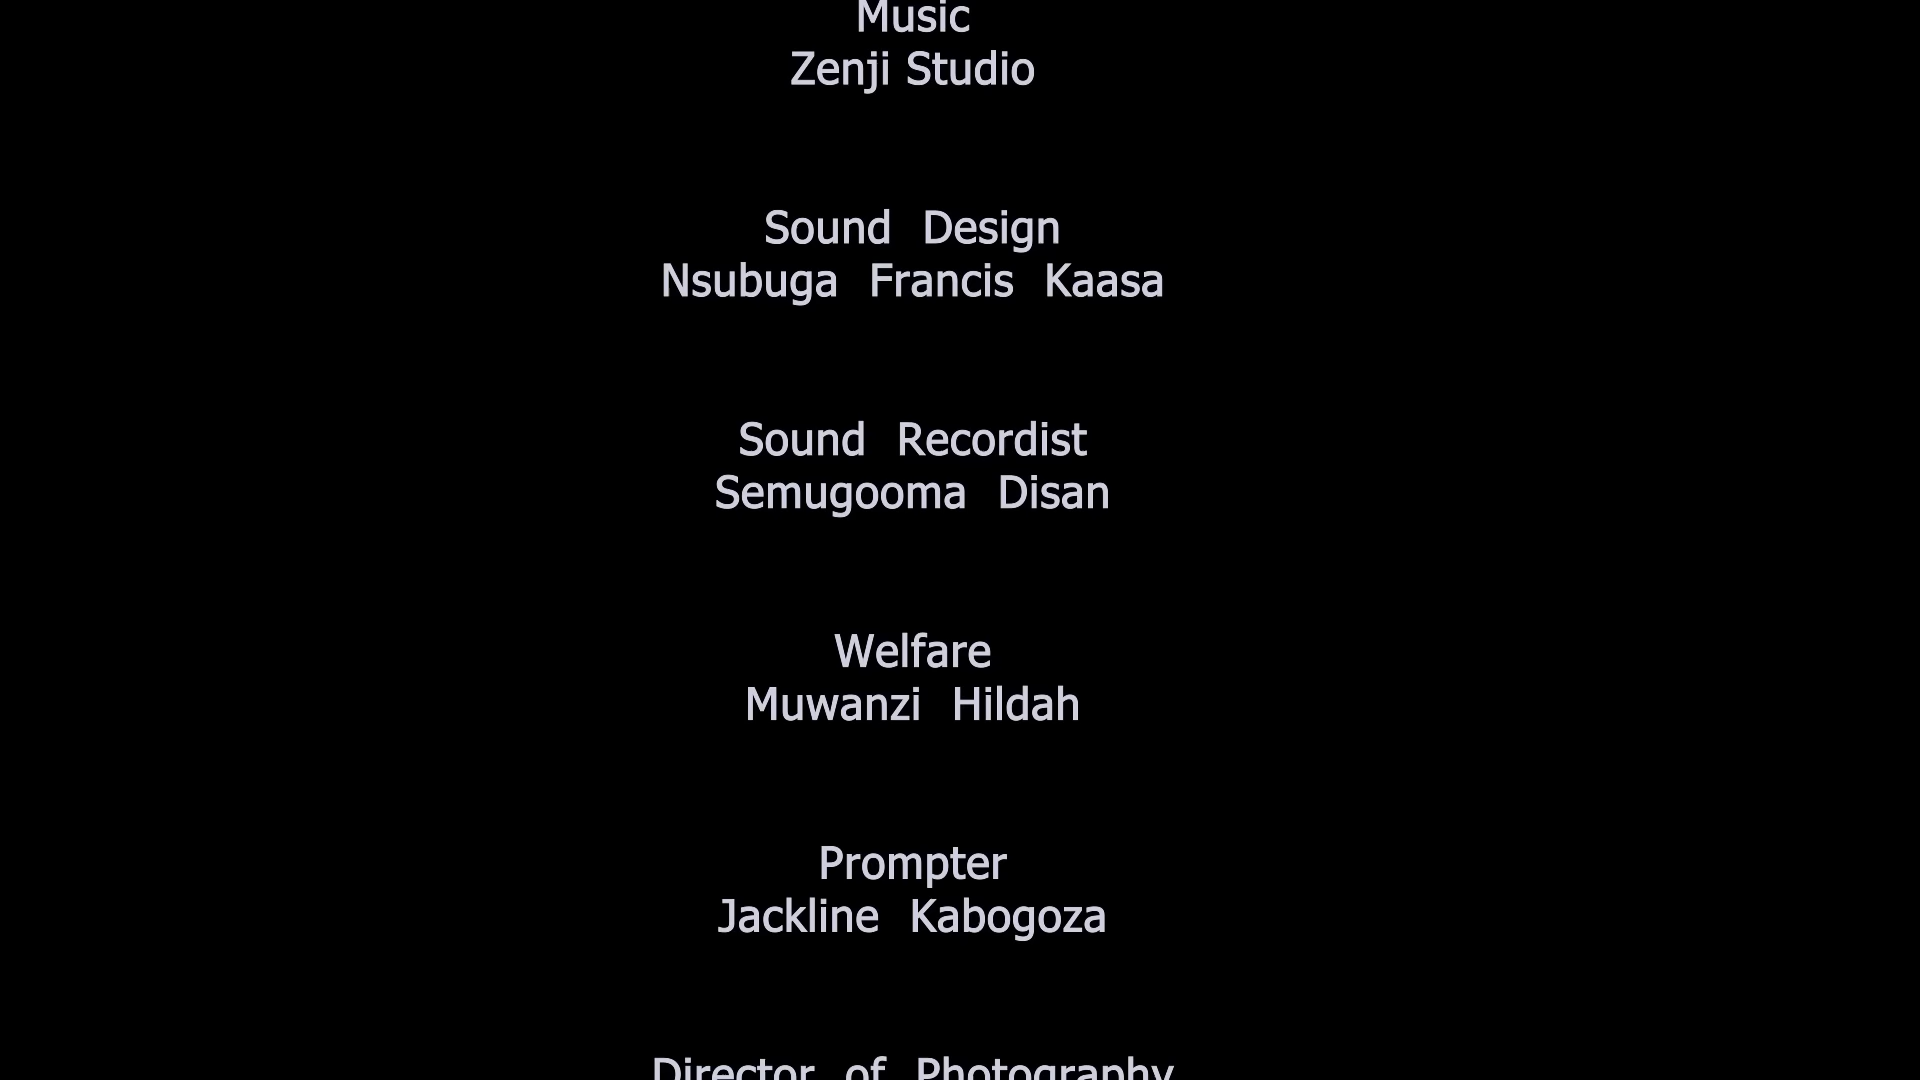 Music
Zenji Studio
Sound Design
Nsubuga Francis Kaasa
Sound Recordist
Semugooma Disan
Welfare
Muwanzi Hildah
Prompter
Jackline Kabogoza
Director of Photography